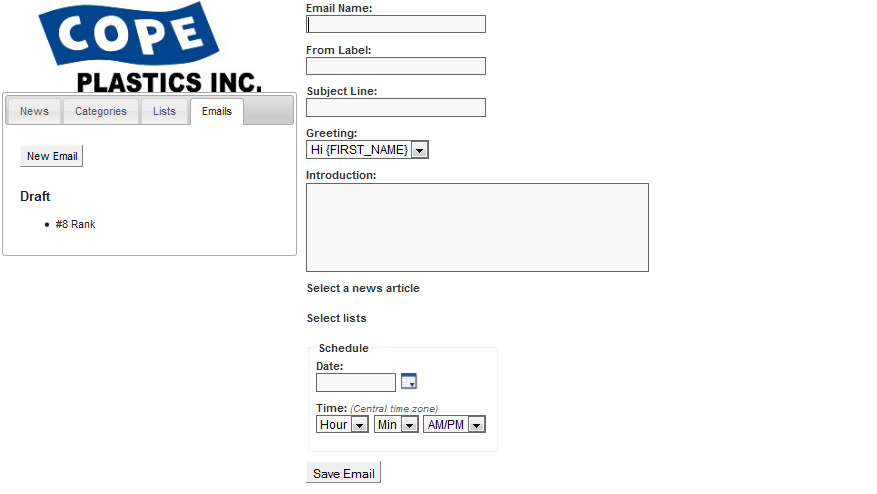 COPE
PLASTICS INC.
News
Categories
Lists
Emails
New Email
Draft
#8 Rank
Email Name:
From Label:
Subject Line:
Greeting:
Hi {FIRST_NAME}
Introduction:
Select a news article
Select lists
Schedule
Date:
Time: (Central time zone)
Hour Min AM/PM
Save Email